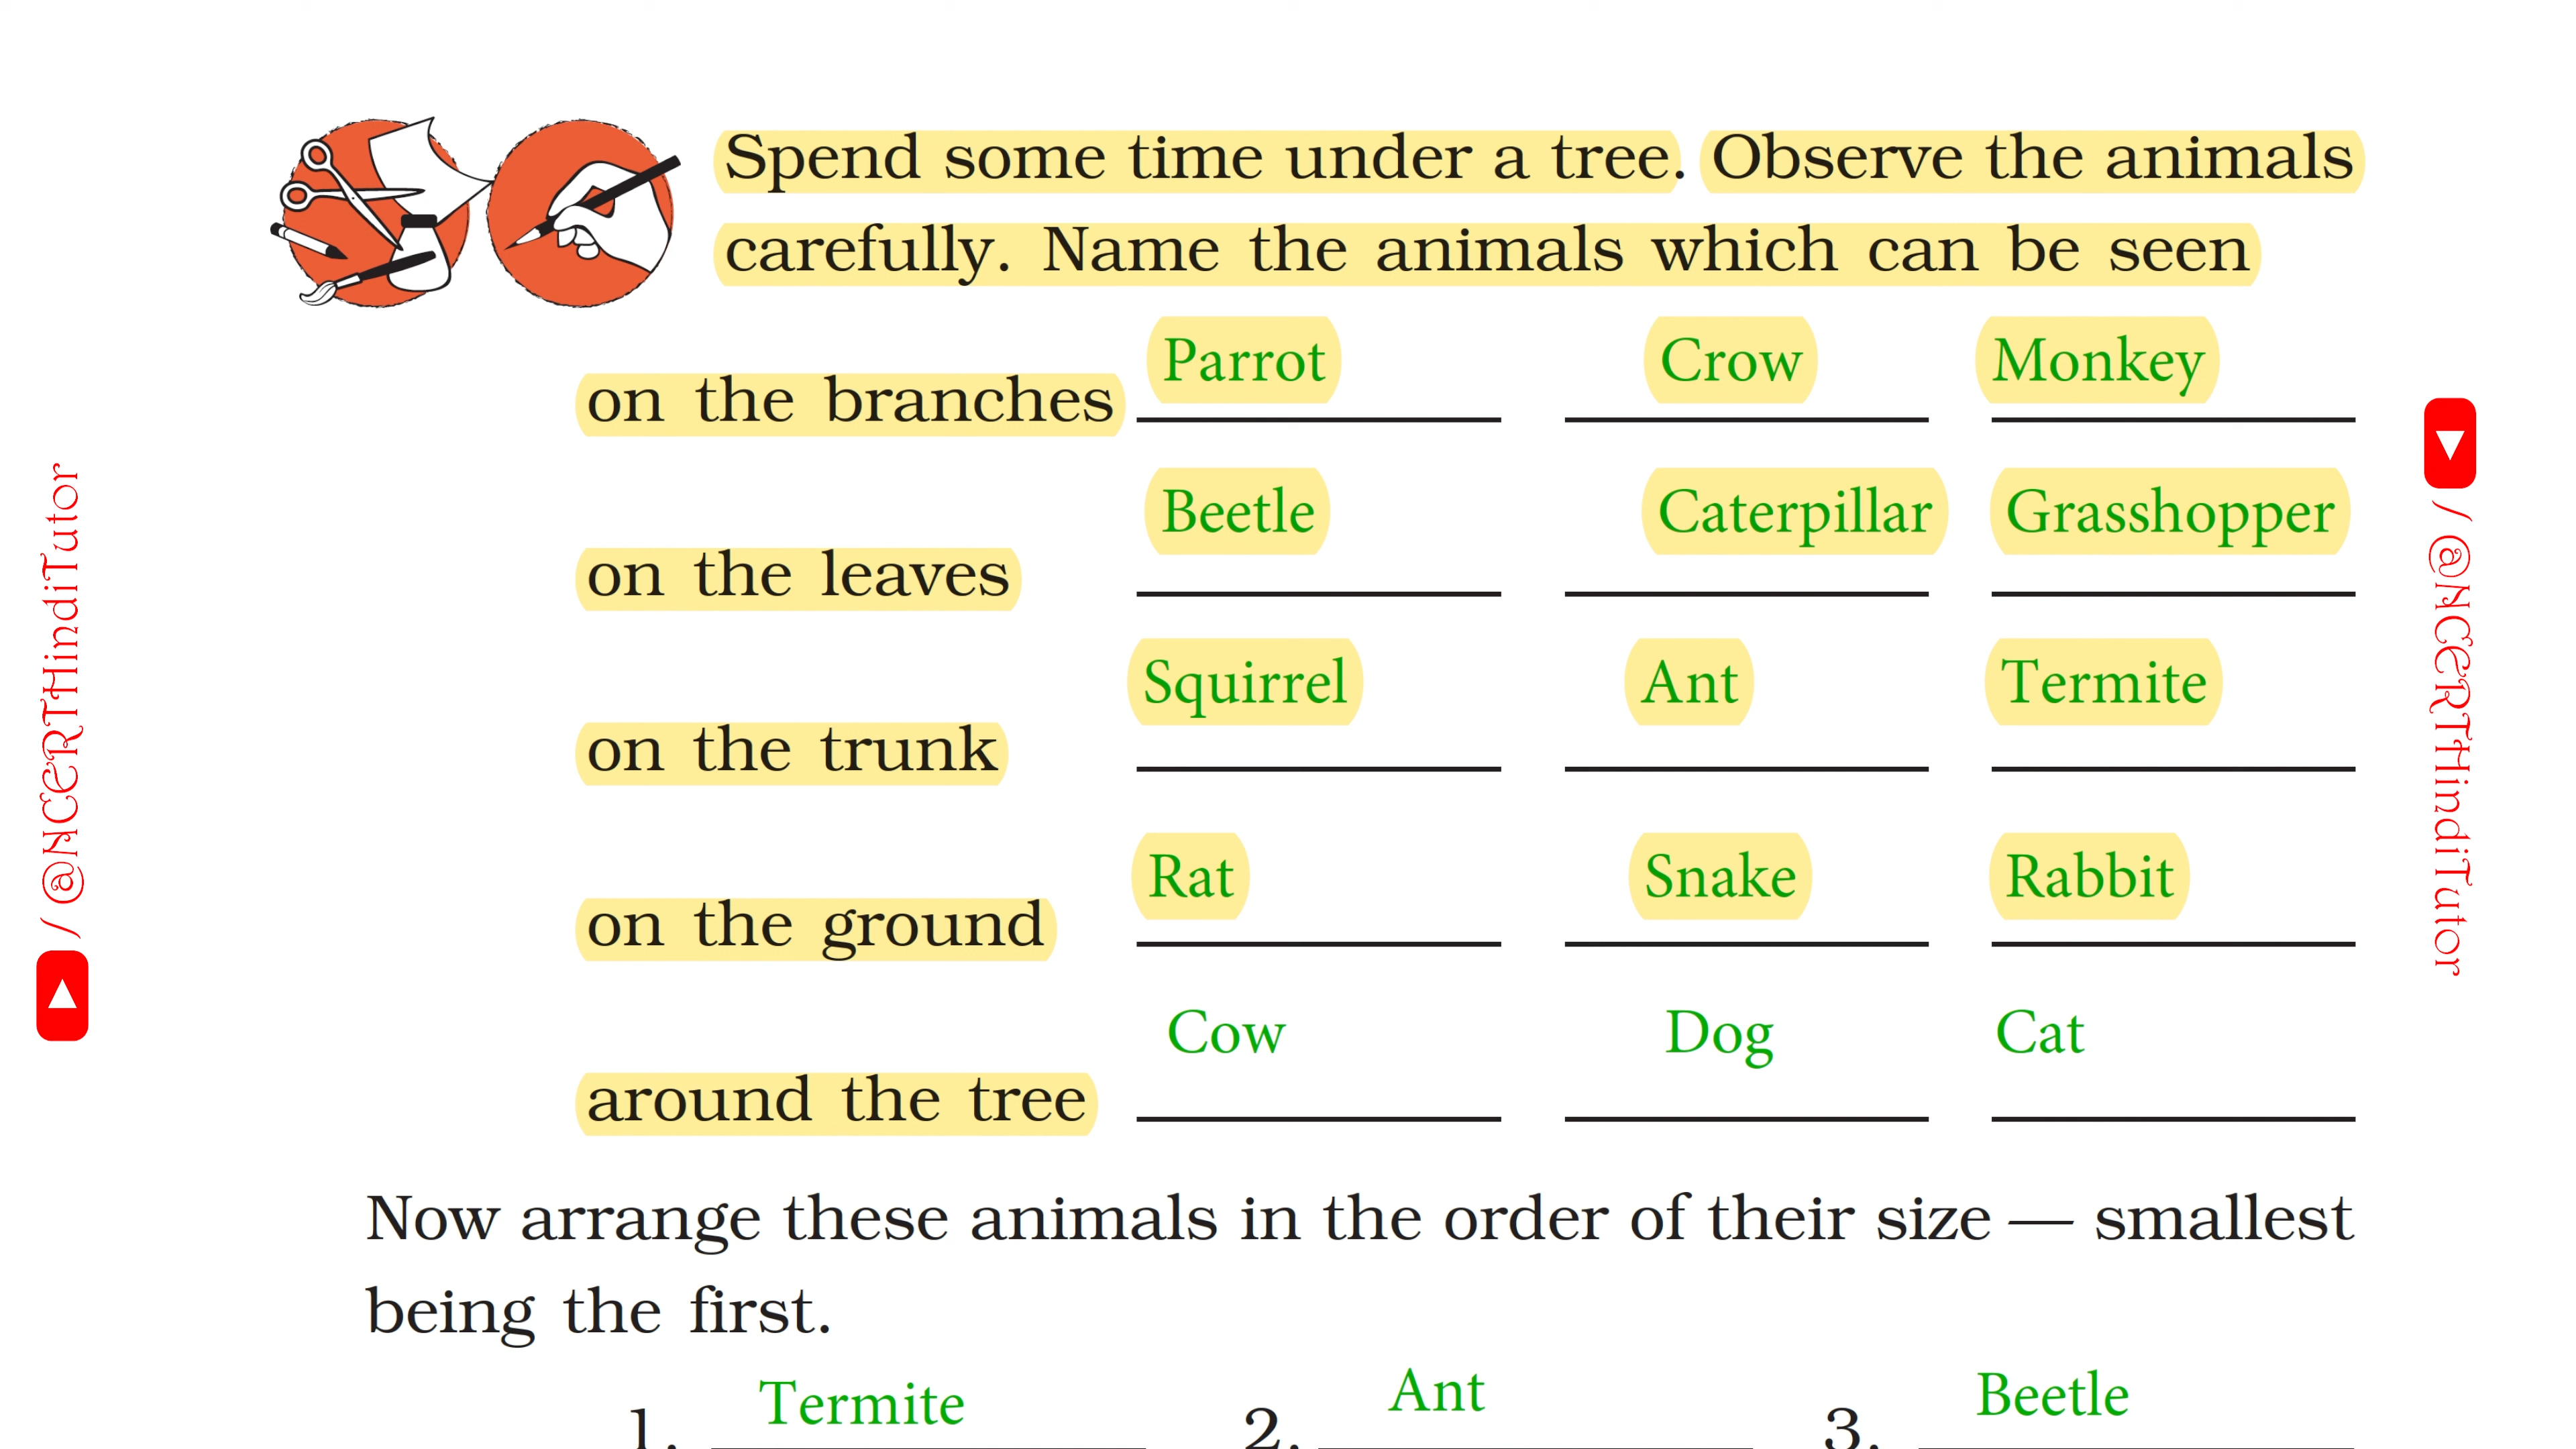 Spend some time under a tree. Observe the animals
carefully. Name the animals which can be seen
on the branches Parrot Crow Monkey
on the leaves Beetle Caterpillar Grasshopper
on the trunk Squirrel Ant Termite
on the ground Rat Snake Rabbit
around the tree Cow Dog Cat
Now arrange these animals in the order of their size — smallest
being the first.
1. Termite 2. Ant 3. Beetle
/ @NCERTHindiTutor
/ @NCERTHindiTutor